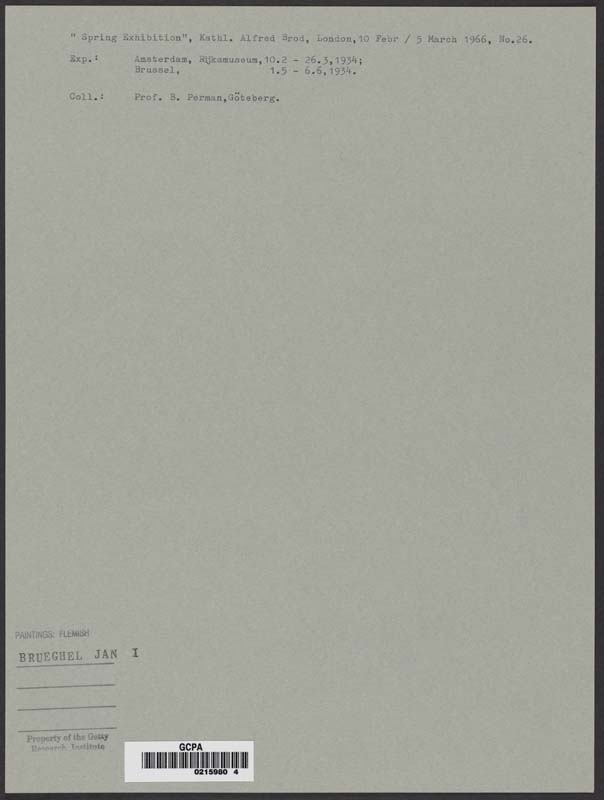 " Spring Exhibition", Kathl. Alfred Brod, London,10 Febr / 5 March 1966, No.26.
Exp.: Amsterdam, Rijksmuseum,10.2 - 26.3,1934;
Brussel, 1.5 - 6.6,1934.
Coll.: Prof. B. Perman,Göteberg.
PAINTINGS: FLEMISH
BRUEGHEL JAN I
Property of the Getty
Research Institute
GCPA
0215980 4